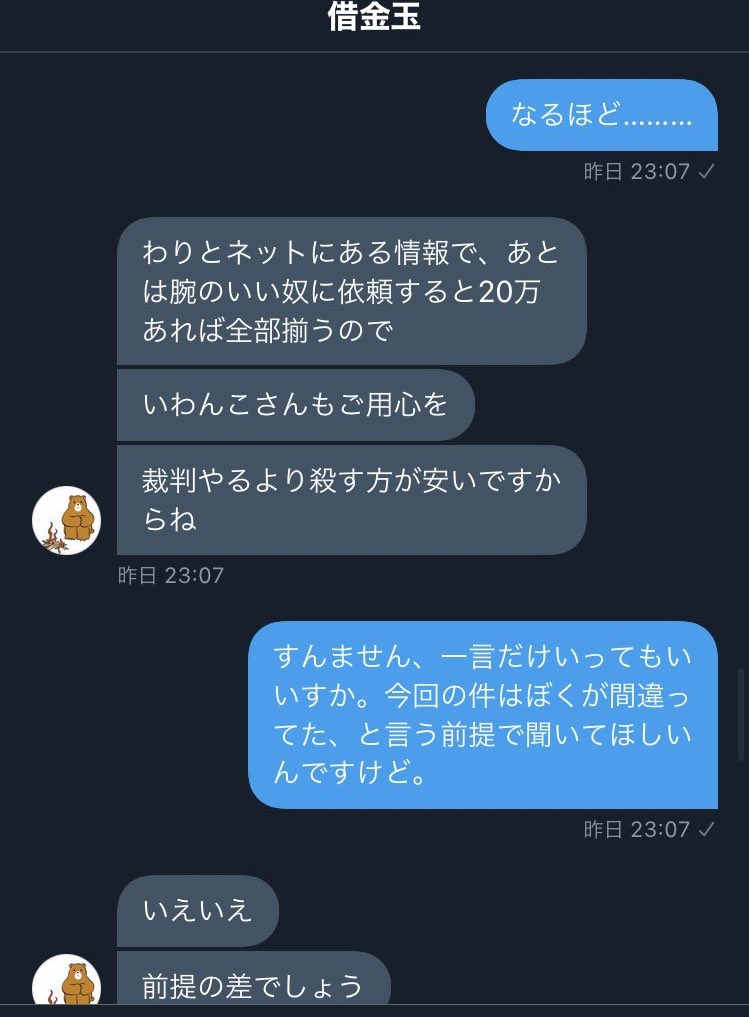 借金玉
なるほど………
昨日 23:07 ✓
わりとネットにある情報で、あと
は腕のいい奴に依頼すると20万
あれば全部揃うので
いわんこさんもご用心を
裁判やるより殺す方が安いですか
らね
昨日 23:07
すんません、一言だけいってもい
いすか。今回の件はぼくが間違っ
てた、と言う前提で聞いてほしい
んですけど。
昨日 23:07 ✓
いえいえ
前提の差でしょう